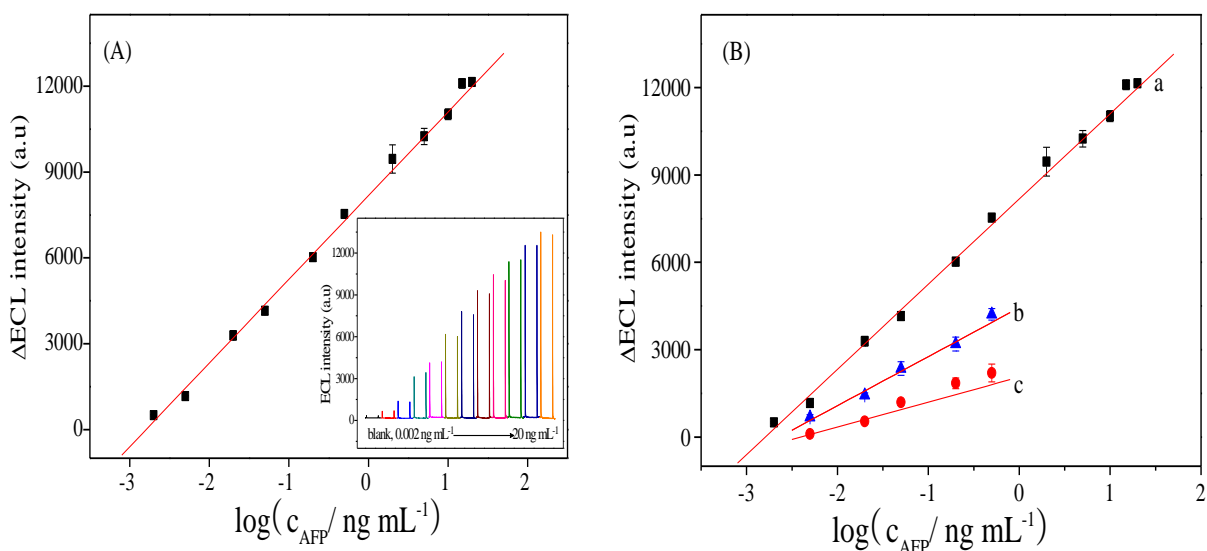 (A)
ΔECL intensity (a.u)
12000
9000
6000
3000
0
-3 -2 -1 0 1 2
log(c_AFP/ ng mL⁻¹)
ECL intensity (a.u)
12000
9000
6000
3000
0
blank, 0.002 ng mL⁻¹ 20 ng mL⁻¹
(B)
ΔECL intensity (a.u)
12000
9000
6000
3000
0
a
b
c
-3 -2 -1 0 1 2
log(c_AFP/ ng mL⁻¹)